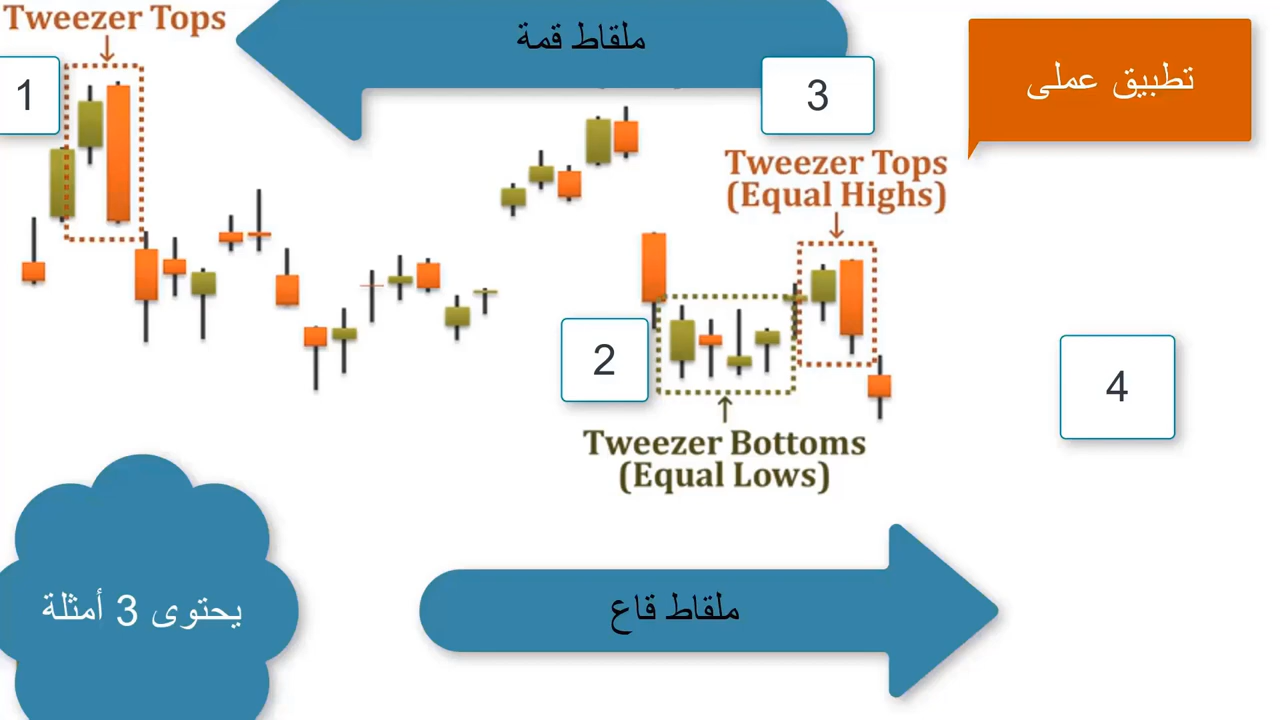 Tweezer Tops
ملقاط قمة
تطبيق عملى
1
3
Tweezer Tops
(Equal Highs)
2
4
Tweezer Bottoms
(Equal Lows)
يحتوى 3 أمثلة
ملقاط قاع